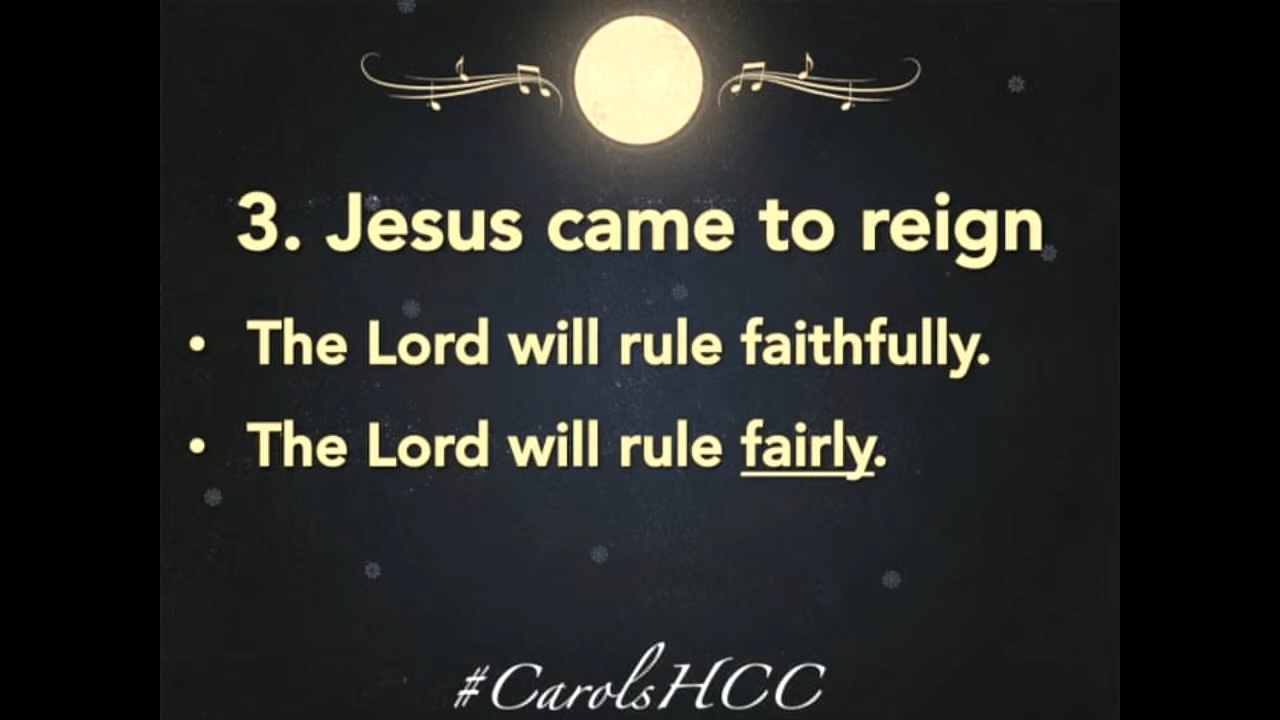 3. Jesus came to reign
• The Lord will rule faithfully.
• The Lord will rule fairly.
#CarolsHCC